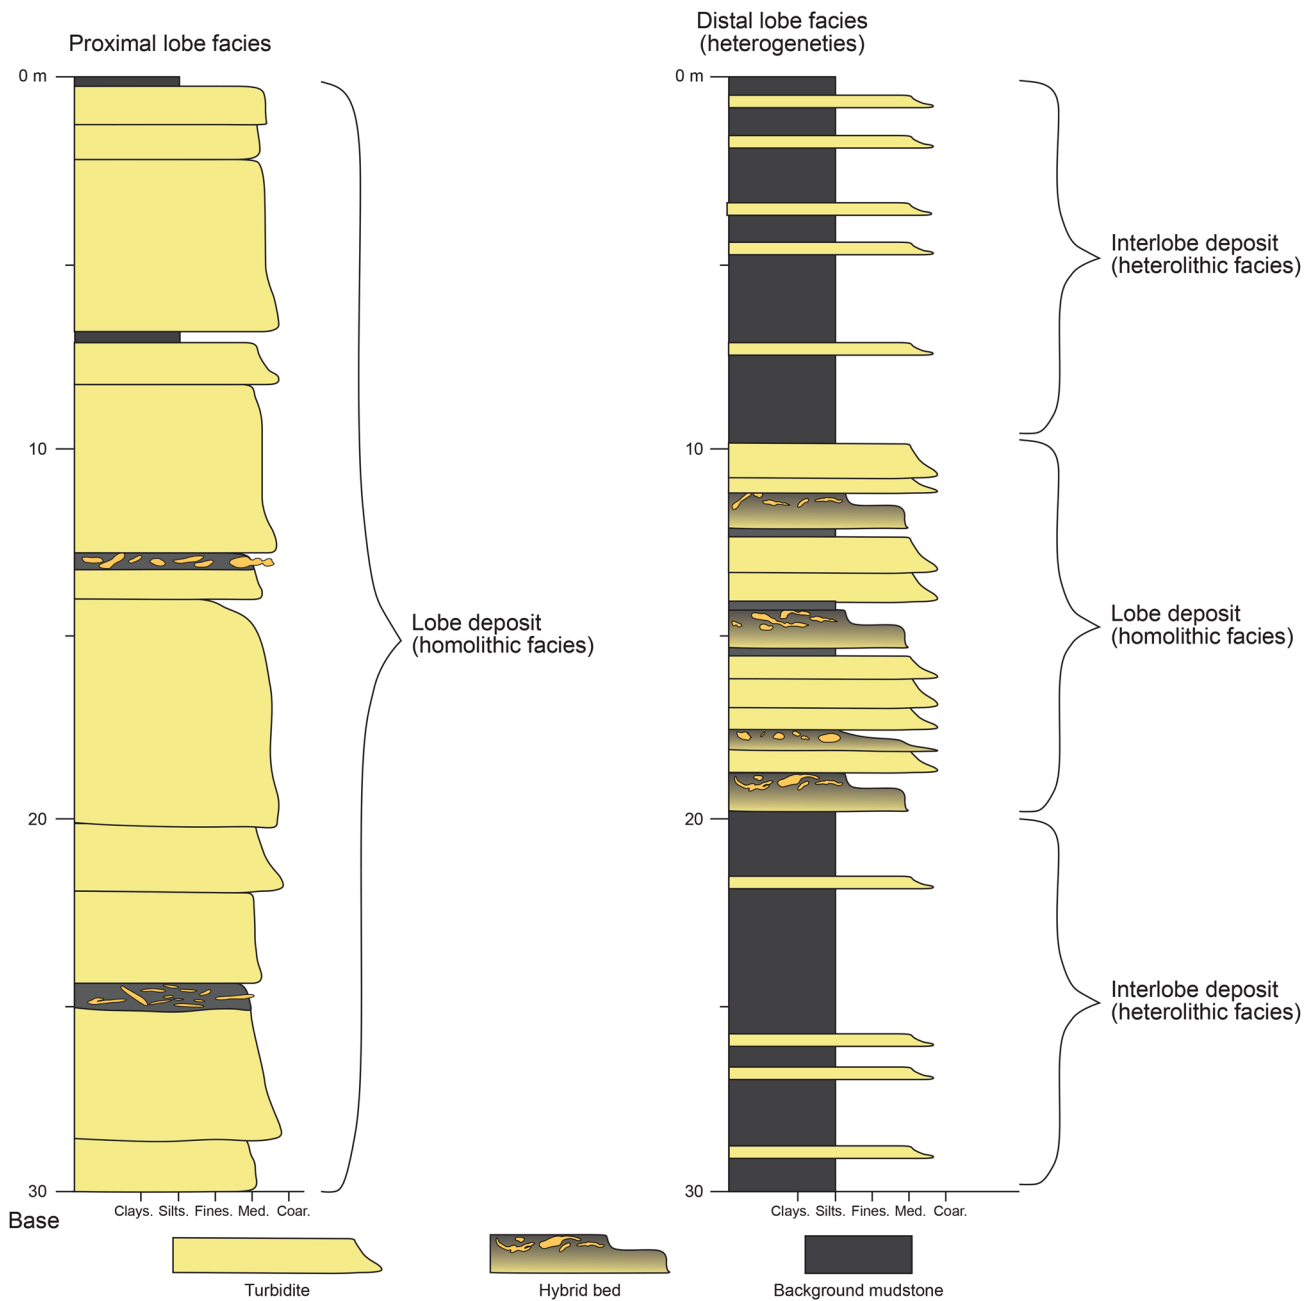 Proximal lobe facies
Distal lobe facies
(heterogeneties)
0 m
10
20
30
Base
Clays. Silts. Fines. Med. Coar.
Lobe deposit
(homolithic facies)
0 m
10
20
30
Clays. Silts. Fines. Med. Coar.
Interlobe deposit
(heterolithic facies)
Lobe deposit
(homolithic facies)
Interlobe deposit
(heterolithic facies)
Turbidite
Hybrid bed
Background mudstone